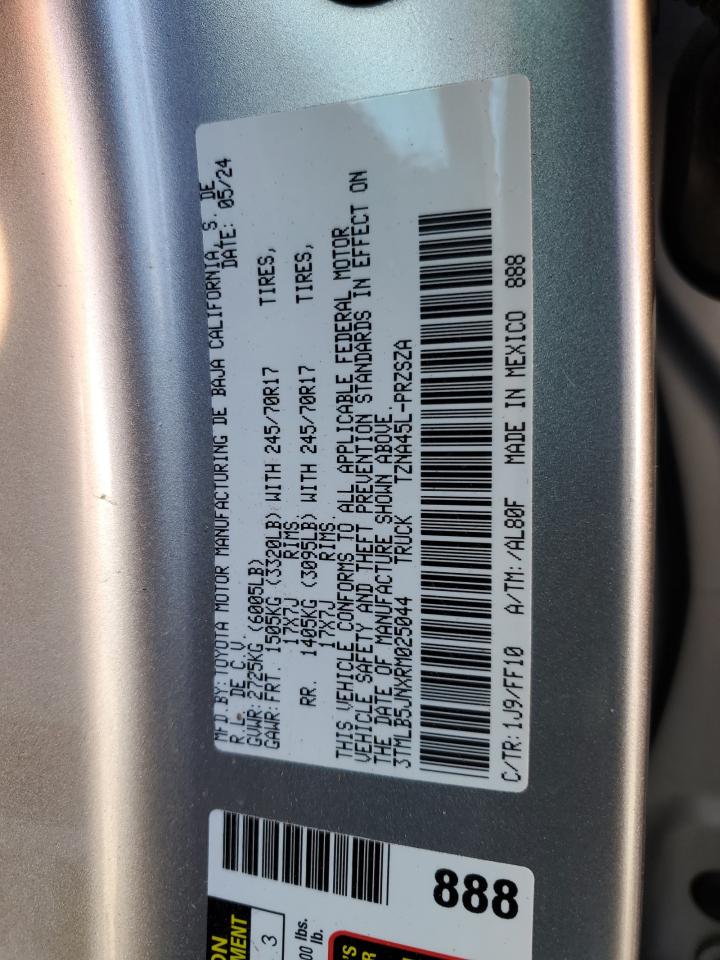 MFD.BY:TOYOTA MOTOR MANUFACTURING DE BAJA CALIFORNIA, S. DE
R.L. DE C.V. DATE: 05/24
GVWR:2725KG (6005LB)
GAWR:FRT. 1505KG (3320LB) WITH 245/70R17 TIRES,
17X7J RIMS
RR. 1405KG (3095LB) WITH 245/70R17 TIRES,
17X7J RIMS.
THIS VEHICLE CONFORMS TO ALL APPLICABLE FEDERAL MOTOR
VEHICLE SAFETY AND THEFT PREVENTION STANDARDS IN EFFECT ON
THE DATE OF MANUFACTURE SHOWN ABOVE.
3TMLB5JNXRM025044 TRUCK TZNA45L-PRZSZA
C/TR:1J9/FF10 A/TM:/AL80F MADE IN MEXICO 888
888
3
lbs.
lb.